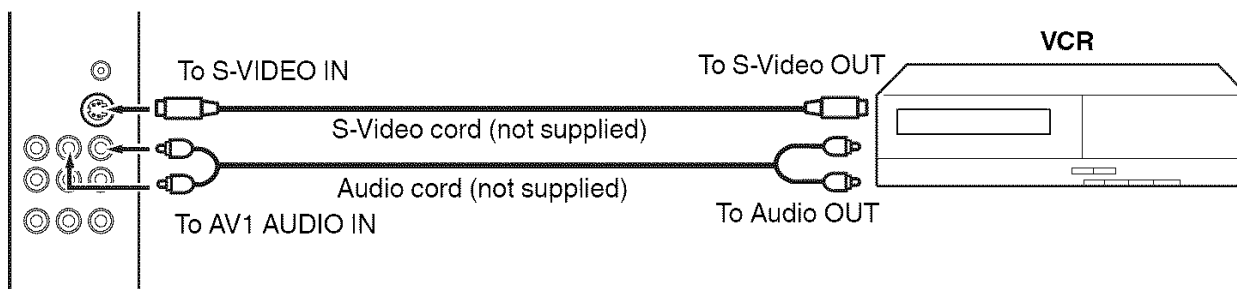 VCR
To S-VIDEO IN
To S-Video OUT
S-Video cord (not supplied)
Audio cord (not supplied)
To AV1 AUDIO IN
To Audio OUT